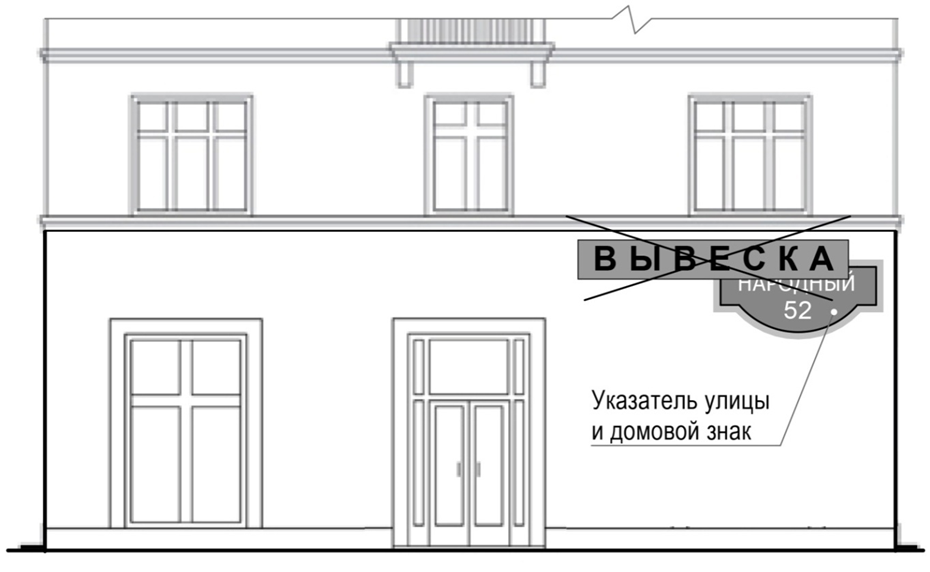 ВЫВЕСКА
НАРОДНЫЙ
52
Указатель улицы
и домовой знак